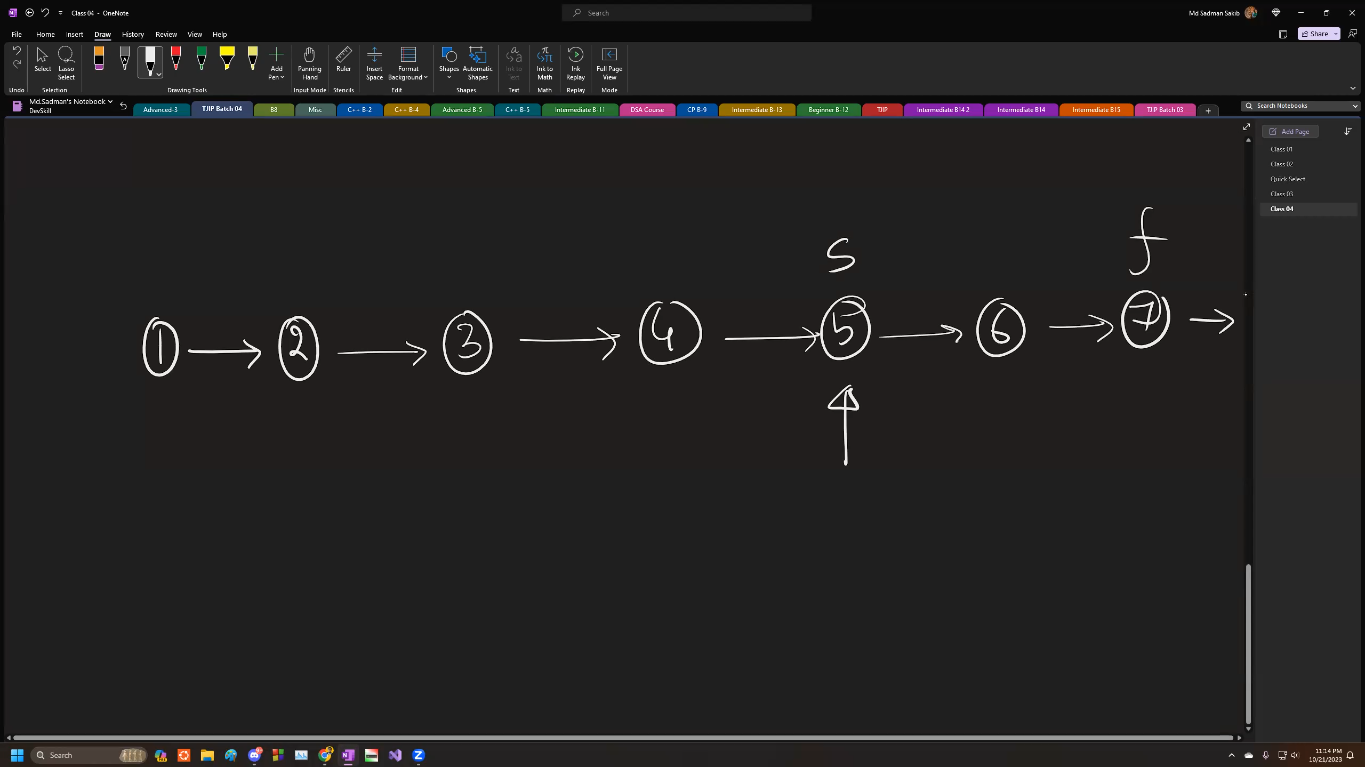 Class 04 - OneNote
Search
Md Sadman Sakib
File Home Insert Draw History Review View Help
Share
Select
Lasso Select
Add Pen
Panning Hand
Ruler
Insert Space
Format Background
Shapes
Automatic Shapes
Ink to Text
Ink to Math
Ink Replay
Full Page View
Undo Selection Drawing Tools Input Mode Stencils Edit Shapes Text Math Replay Mode
Md.Sadman's Notebook
DevSkill
Advanced-3 TJIP Batch 04 B8 Misc C++ B-2 C++ B-4 Advanced B-5 C++ B-5 Intermediate B-11 DSA Course CP B-9 Intermediate B-13 Beginner B-12 TJIP Intermediate B14.2 Intermediate B14 Intermediate B15 TJIP Batch 03 +
Search Notebooks
Add Page
Class 01
Class 02
Quick Select
Class 03
Class 04
s f
1 → 2 → 3 → 4 → 5 → 6 → 7 →
Search
11:14 PM
10/21/2023